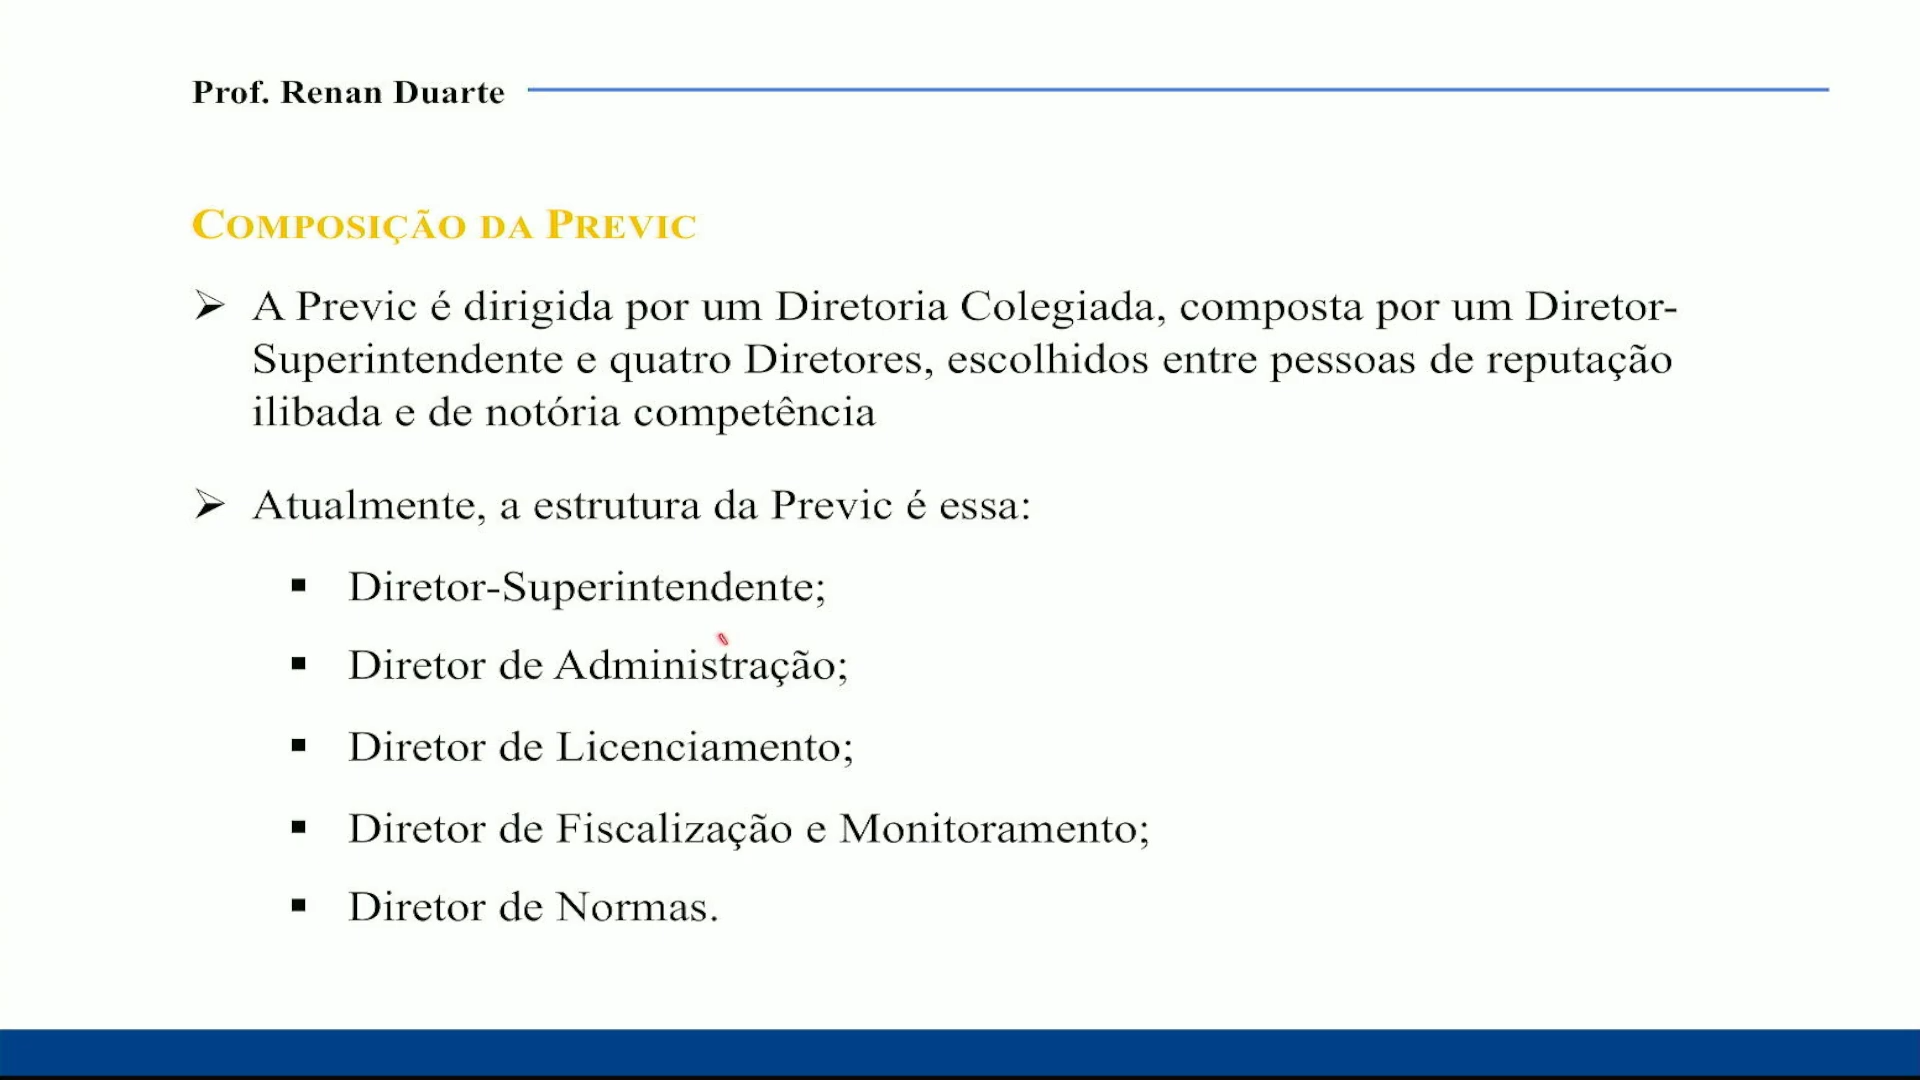 Prof. Renan Duarte
COMPOSIÇÃO DA PREVIC
➢ A Previc é dirigida por um Diretoria Colegiada, composta por um Diretor-
Superintendente e quatro Diretores, escolhidos entre pessoas de reputação
ilibada e de notória competência
➢ Atualmente, a estrutura da Previc é essa:
▪ Diretor-Superintendente;
▪ Diretor de Administração;
▪ Diretor de Licenciamento;
▪ Diretor de Fiscalização e Monitoramento;
▪ Diretor de Normas.